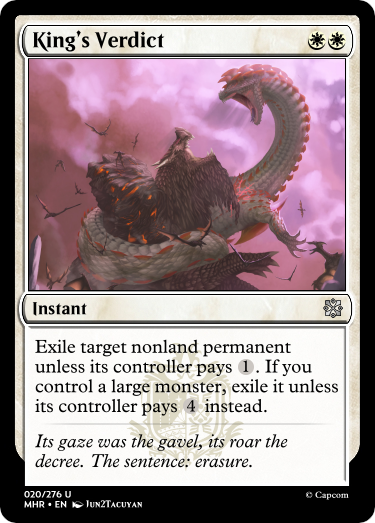 King's Verdict
Instant
Exile target nonland permanent
unless its controller pays 1. If you
control a large monster, exile it unless
its controller pays 4 instead.
Its gaze was the gavel, its roar the
decree. The sentence: erasure.
020/276 U
MHR • EN Jun2Tacuyan
© Capcom